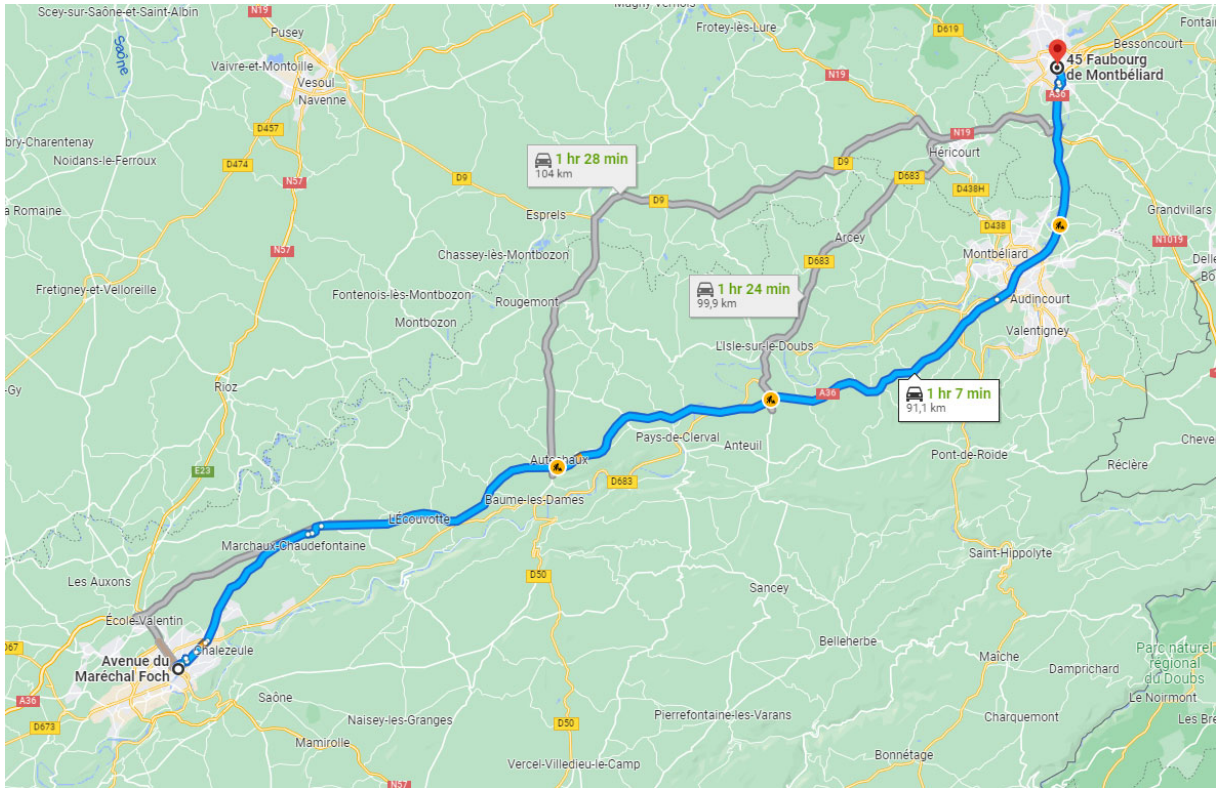 Scey-sur-Saône-et-Saint-Albin
N19
Frotey-lès-Lure
D619
Bessoncourt
Pusey
Saône
Vaivre-et-Montoille
Vesoul
Navenne
N19
45 Faubourg
de Montbéliard
A36
D457
D474
Noidans-le-Ferroux
N57
N19
Héricourt
1 hr 28 min
104 km
D9
D9
D683
D438H
D9
Esprels
a Romaine
Grandvillars
D438
Arcey
N1019
N57
Chassey-lès-Montbozon
Montbéliard
D683
Fretigney-et-Velloreille
Fontenois-lès-Montbozon
Rougemont
1 hr 24 min
99,9 km
Audincourt
Montbozon
Valentigney
L'Isle-sur-le-Doubs
Rioz
-Gy
A36
1 hr 7 min
91,1 km
Pays-de-Clerval
Anteuil
Pont-de-Roide
Réclère
E23
D683
Baume-les-Dames
L'Écouvotte
Marchaux-Chaudefontaine
Saint-Hippolyte
Les Auxons
D50
Sancey
École-Valentin
Belleherbe
D67
Chalezeule
Avenue du
Maréchal Foch
Maîche
Damprichard
Parc naturel
régional
du Doubs
A36
Saône
Le Noirmont
D673
Naisey-les-Granges
D50
Pierrefontaine-les-Varans
Charquemont
Les Bre
Mamirolle
Bonnétage
Vercel-Villedieu-le-Camp
N57